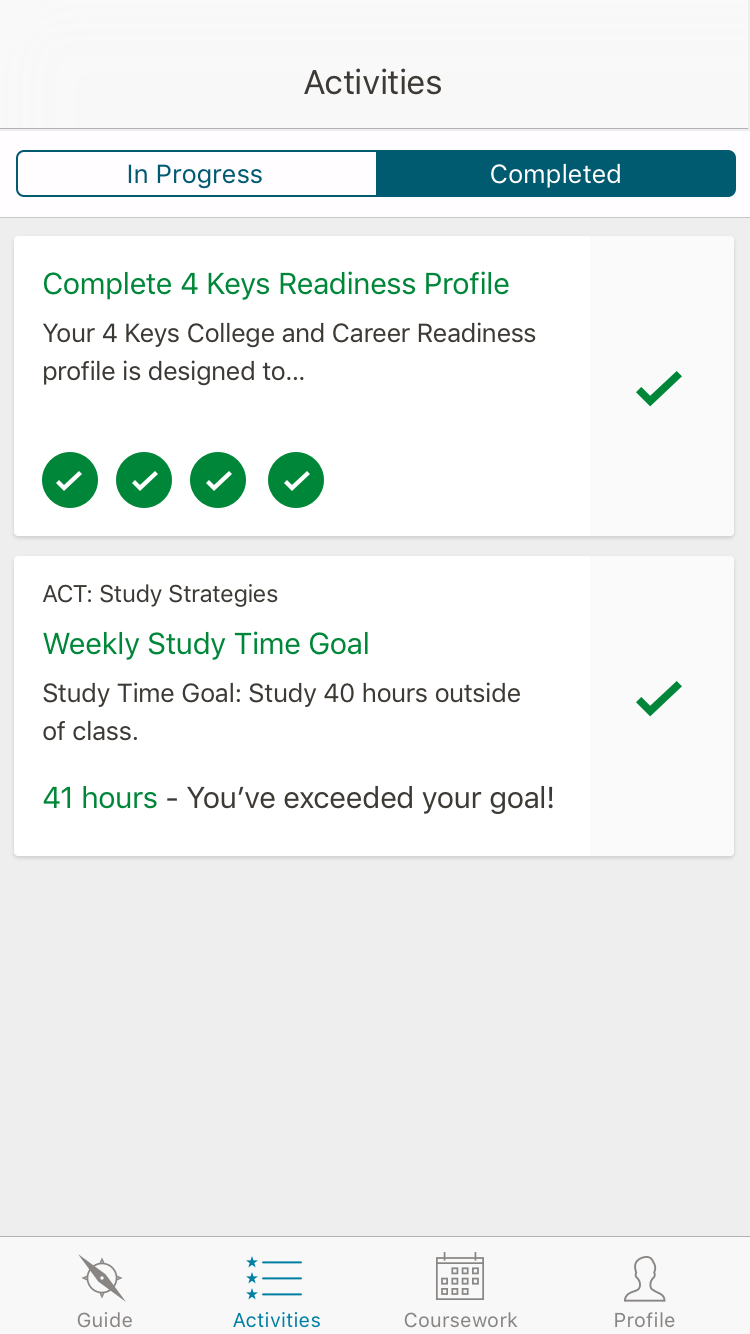 Activities
In Progress
Completed
Complete 4 Keys Readiness Profile
Your 4 Keys College and Career Readiness
profile is designed to...
ACT: Study Strategies
Weekly Study Time Goal
Study Time Goal: Study 40 hours outside
of class.
41 hours - You’ve exceeded your goal!
Guide
Activities
Coursework
Profile